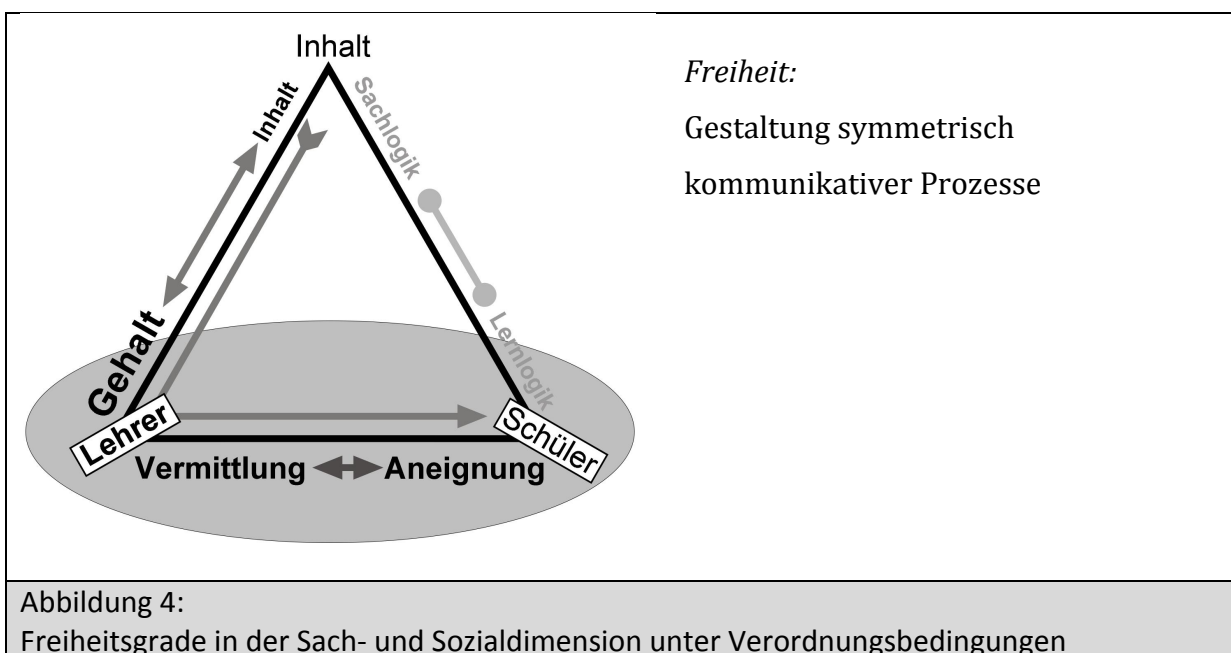 Inhalt
Inhalt
Sachlogik
Gehalt
Lernlogik
Lehrer
Schüler
Vermittlung Aneignung
Freiheit:
Gestaltung symmetrisch
kommunikativer Prozesse
Abbildung 4:
Freiheitsgrade in der Sach- und Sozialdimension unter Verordnungsbedingungen